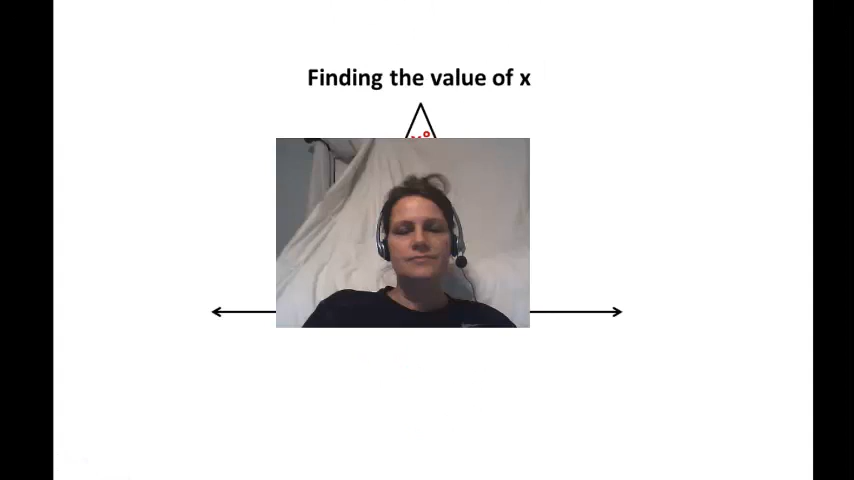 Finding the value of x